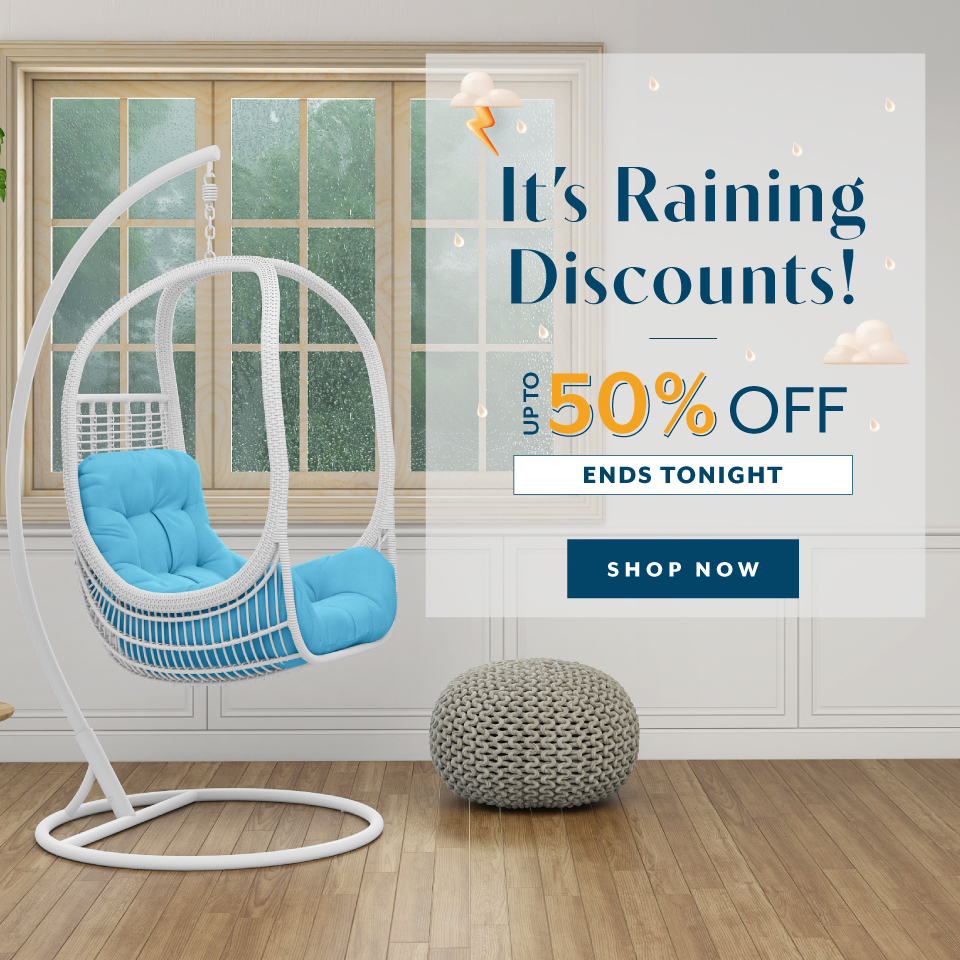 It's Raining
Discounts!
UP TO 50% OFF
ENDS TONIGHT
SHOP NOW